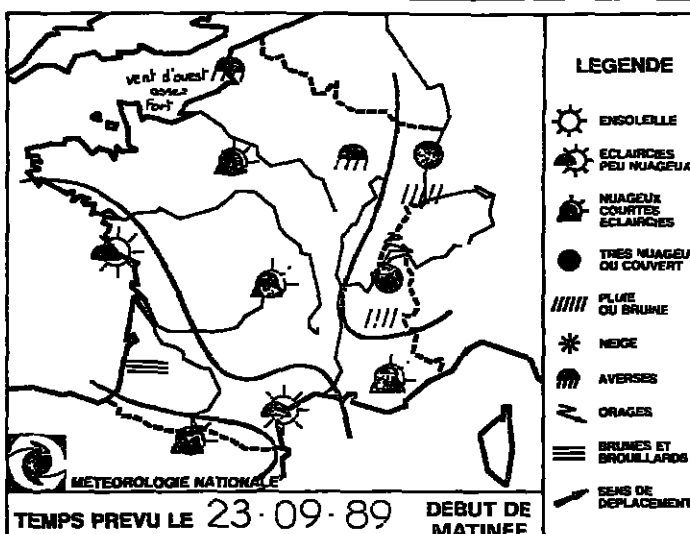 vent d'ouest
assez
Fort
METEOROLOGIE NATIONALE
TEMPS PREVU LE 23·09·89 DEBUT DE
MATINEE
LEGENDE
ENSOLEILLE
ECLAIRCIES
PEU NUAGEUX
NUAGEUX
COURTES
ECLAIRCIES
TRES NUAGEUX
OU COUVERT
PLUIE
OU BRUINE
NEIGE
AVERSES
ORAGES
BRUMES ET
BROUILLARDS
SENS DE
DEPLACEMENT